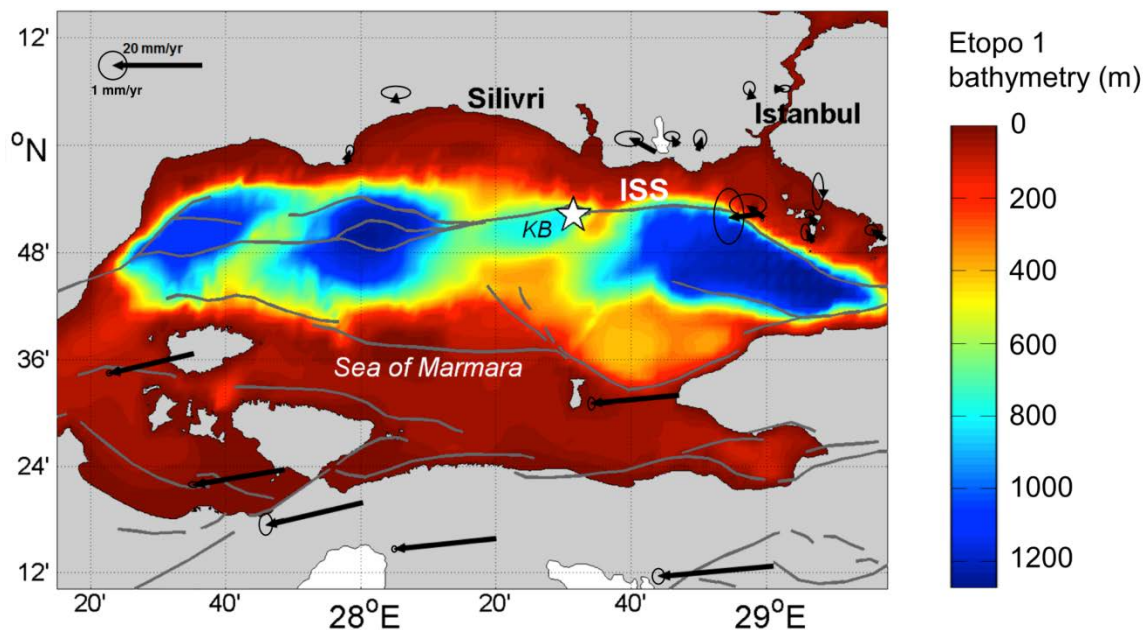 20 mm/yr
1 mm/yr
Silivri
Istanbul
ISS
KB
Sea of Marmara
12'
°N
48'
36'
24'
12'
20'
40'
28°E
20'
40'
29°E
Etopo 1
bathymetry (m)
0
200
400
600
800
1000
1200